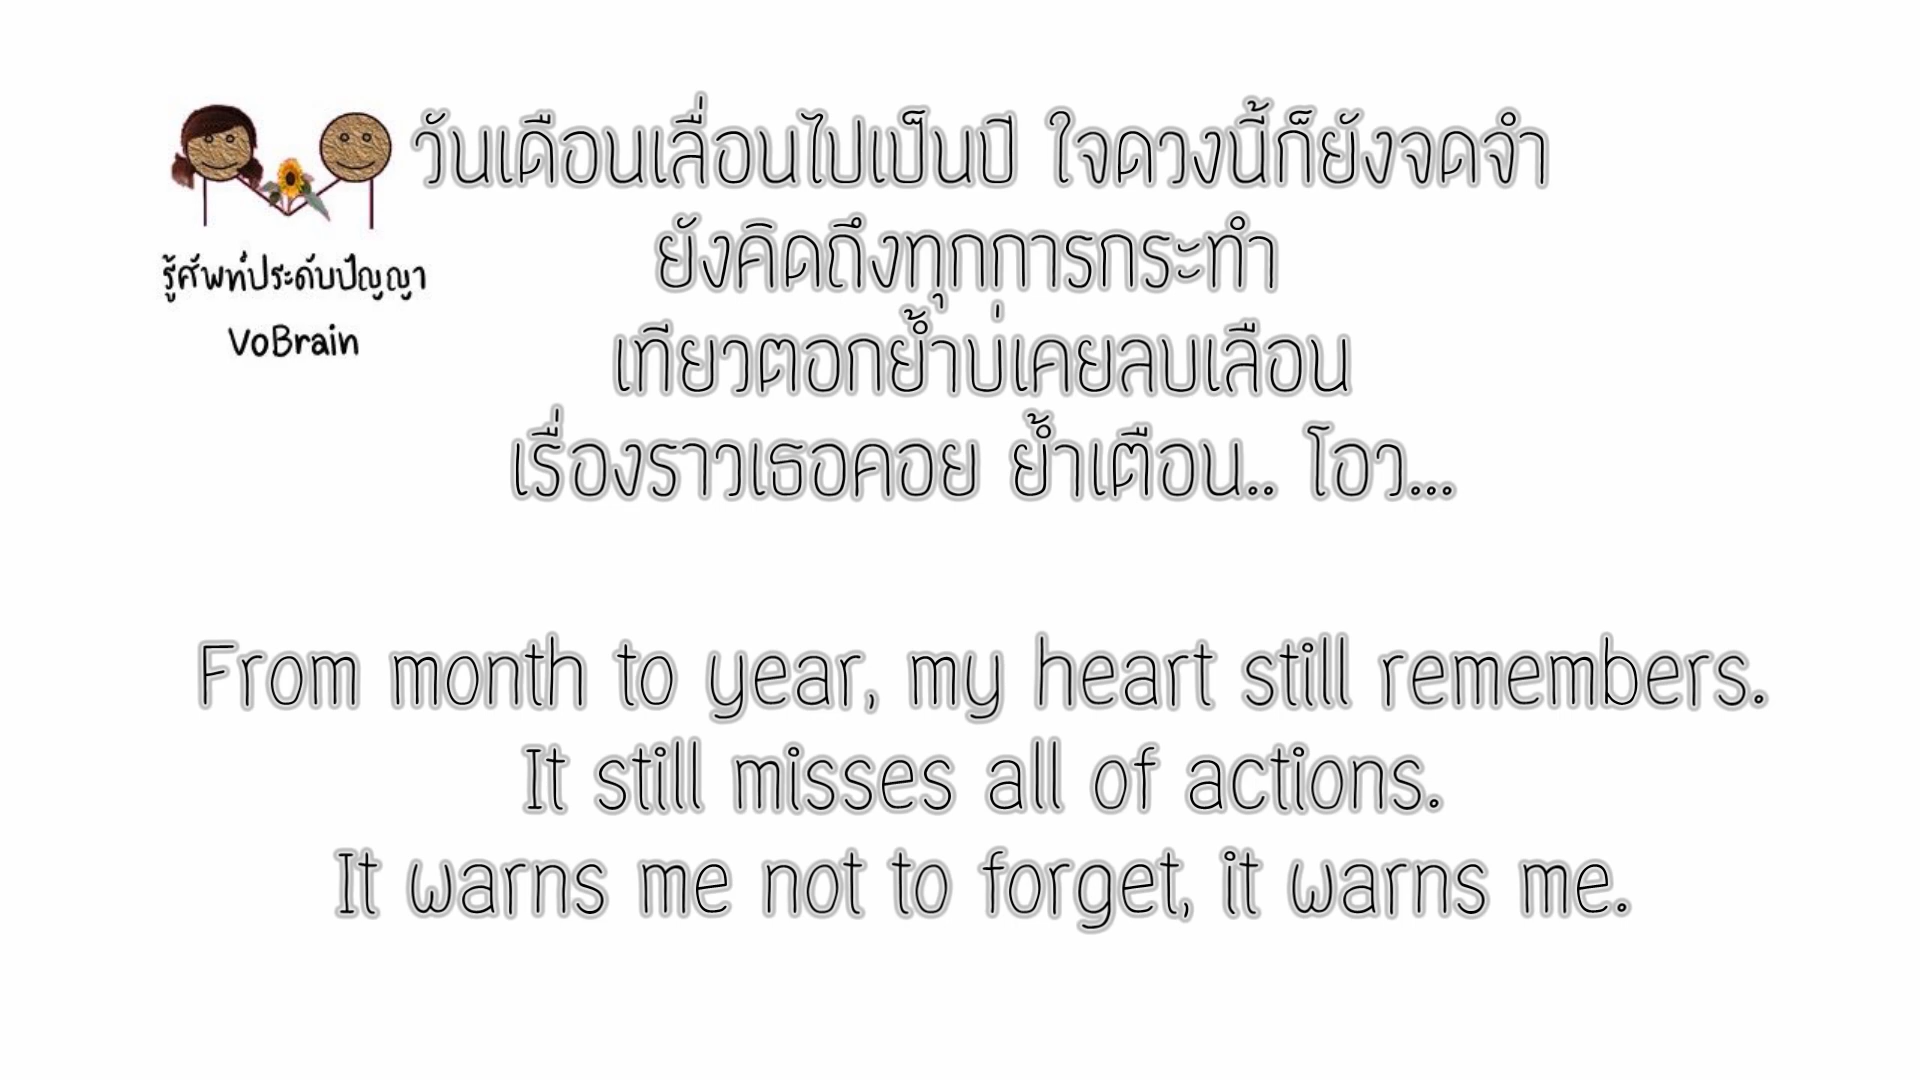 วันเดือนเลื่อนไปเป็นปี ใจดวงนี้ก็ยังจดจำ
ยังคิดถึงทุกการกระทำ
เทียวตอกย้ำบ่เคยลบเลือน
เรื่องราวเธอคอย ย้ำเตือน.. โอว...
รู้ศัพท์ประดับปัญญา
VoBrain
From month to year, my heart still remembers.
It still misses all of actions.
It warns me not to forget, it warns me.